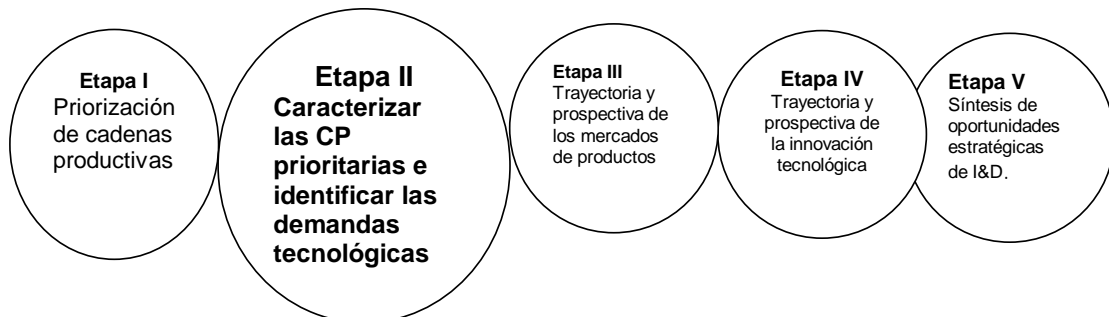 Etapa I
Priorización
de cadenas
productivas
Etapa II
Caracterizar
las CP
prioritarias e
identificar las
demandas
tecnológicas
Etapa III
Trayectoria y
prospectiva de
los mercados
de productos
Etapa IV
Trayectoria y
prospectiva de
la innovación
tecnológica
Etapa V
Síntesis de
oportunidades
estratégicas
de I&D.